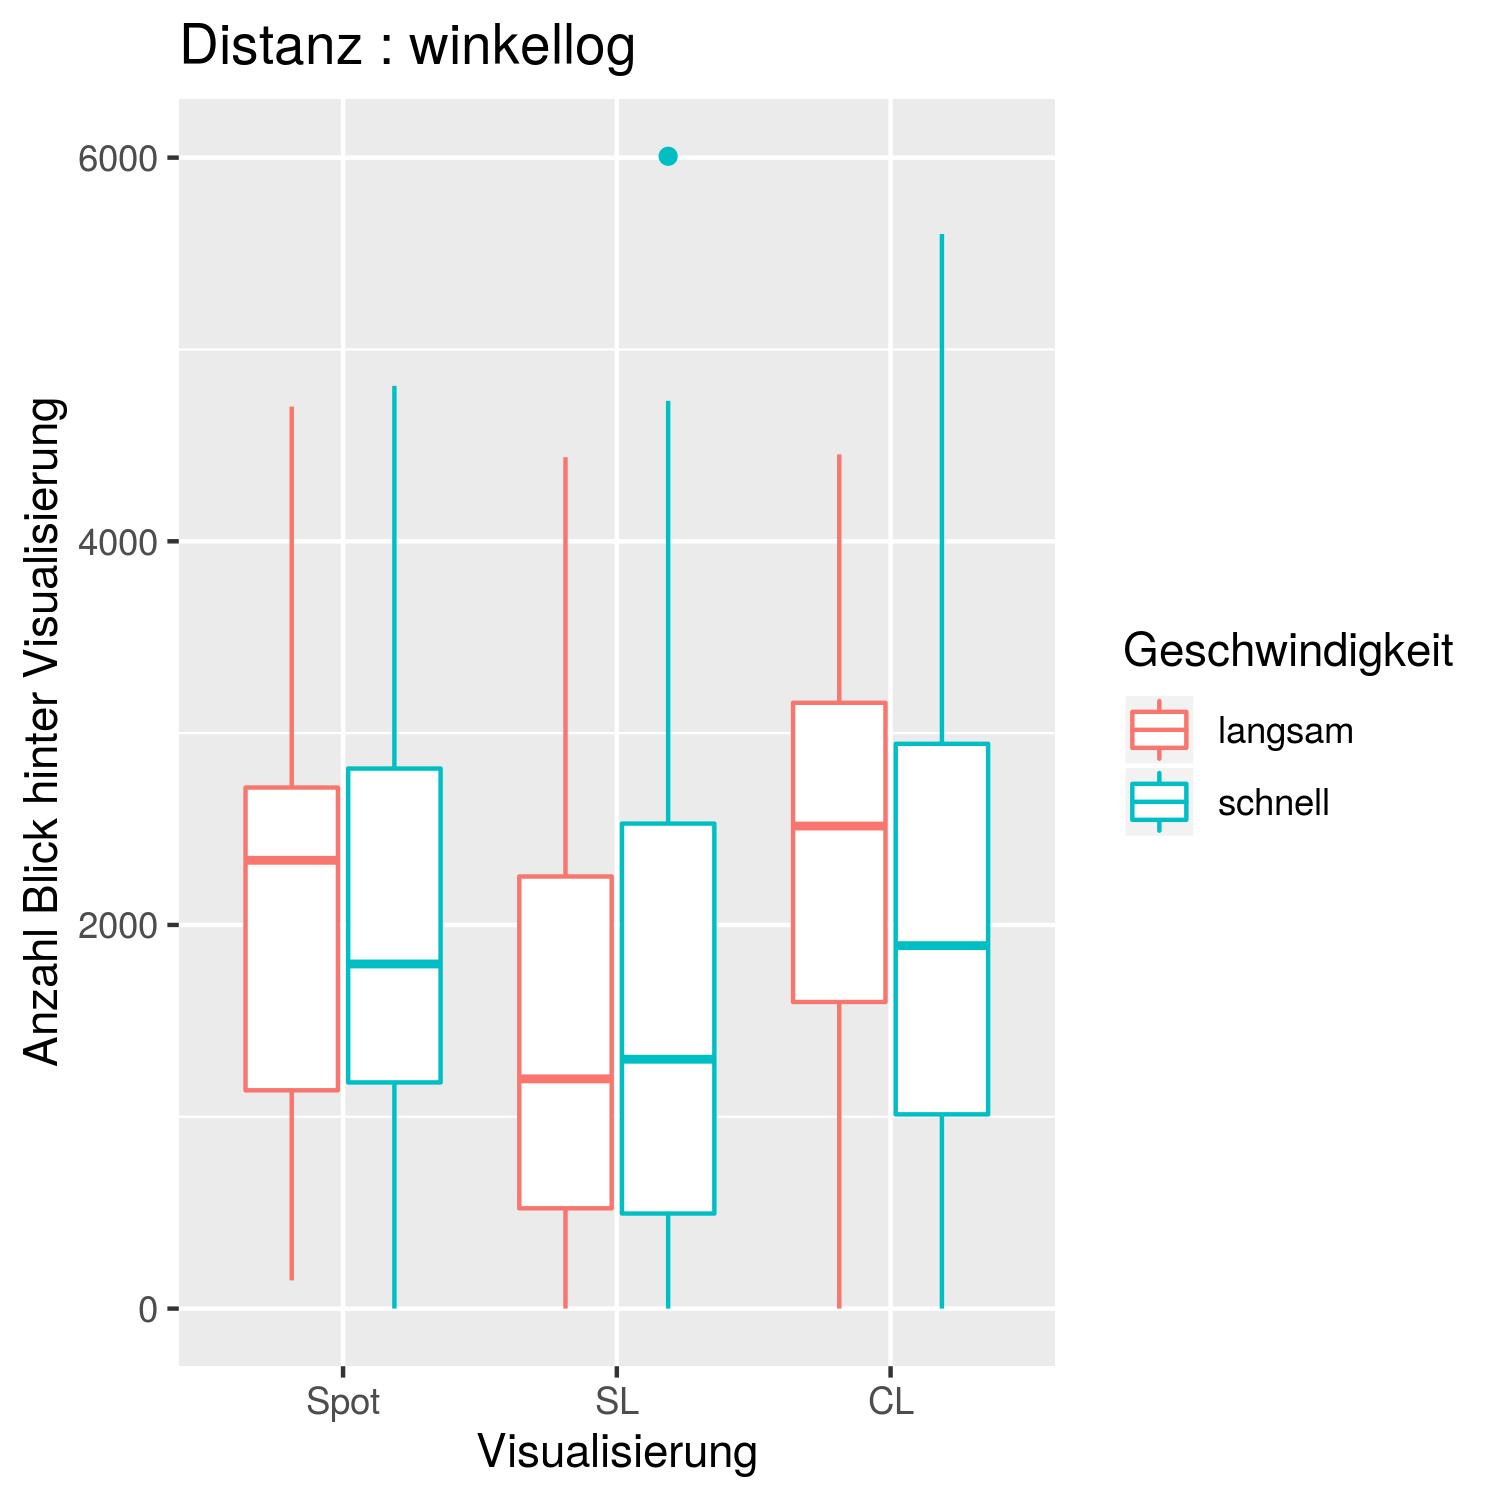 Distanz : winkellog
Anzahl Blick hinter Visualisierung
6000
4000
2000
0
Spot SL CL
Visualisierung
Geschwindigkeit
langsam
schnell